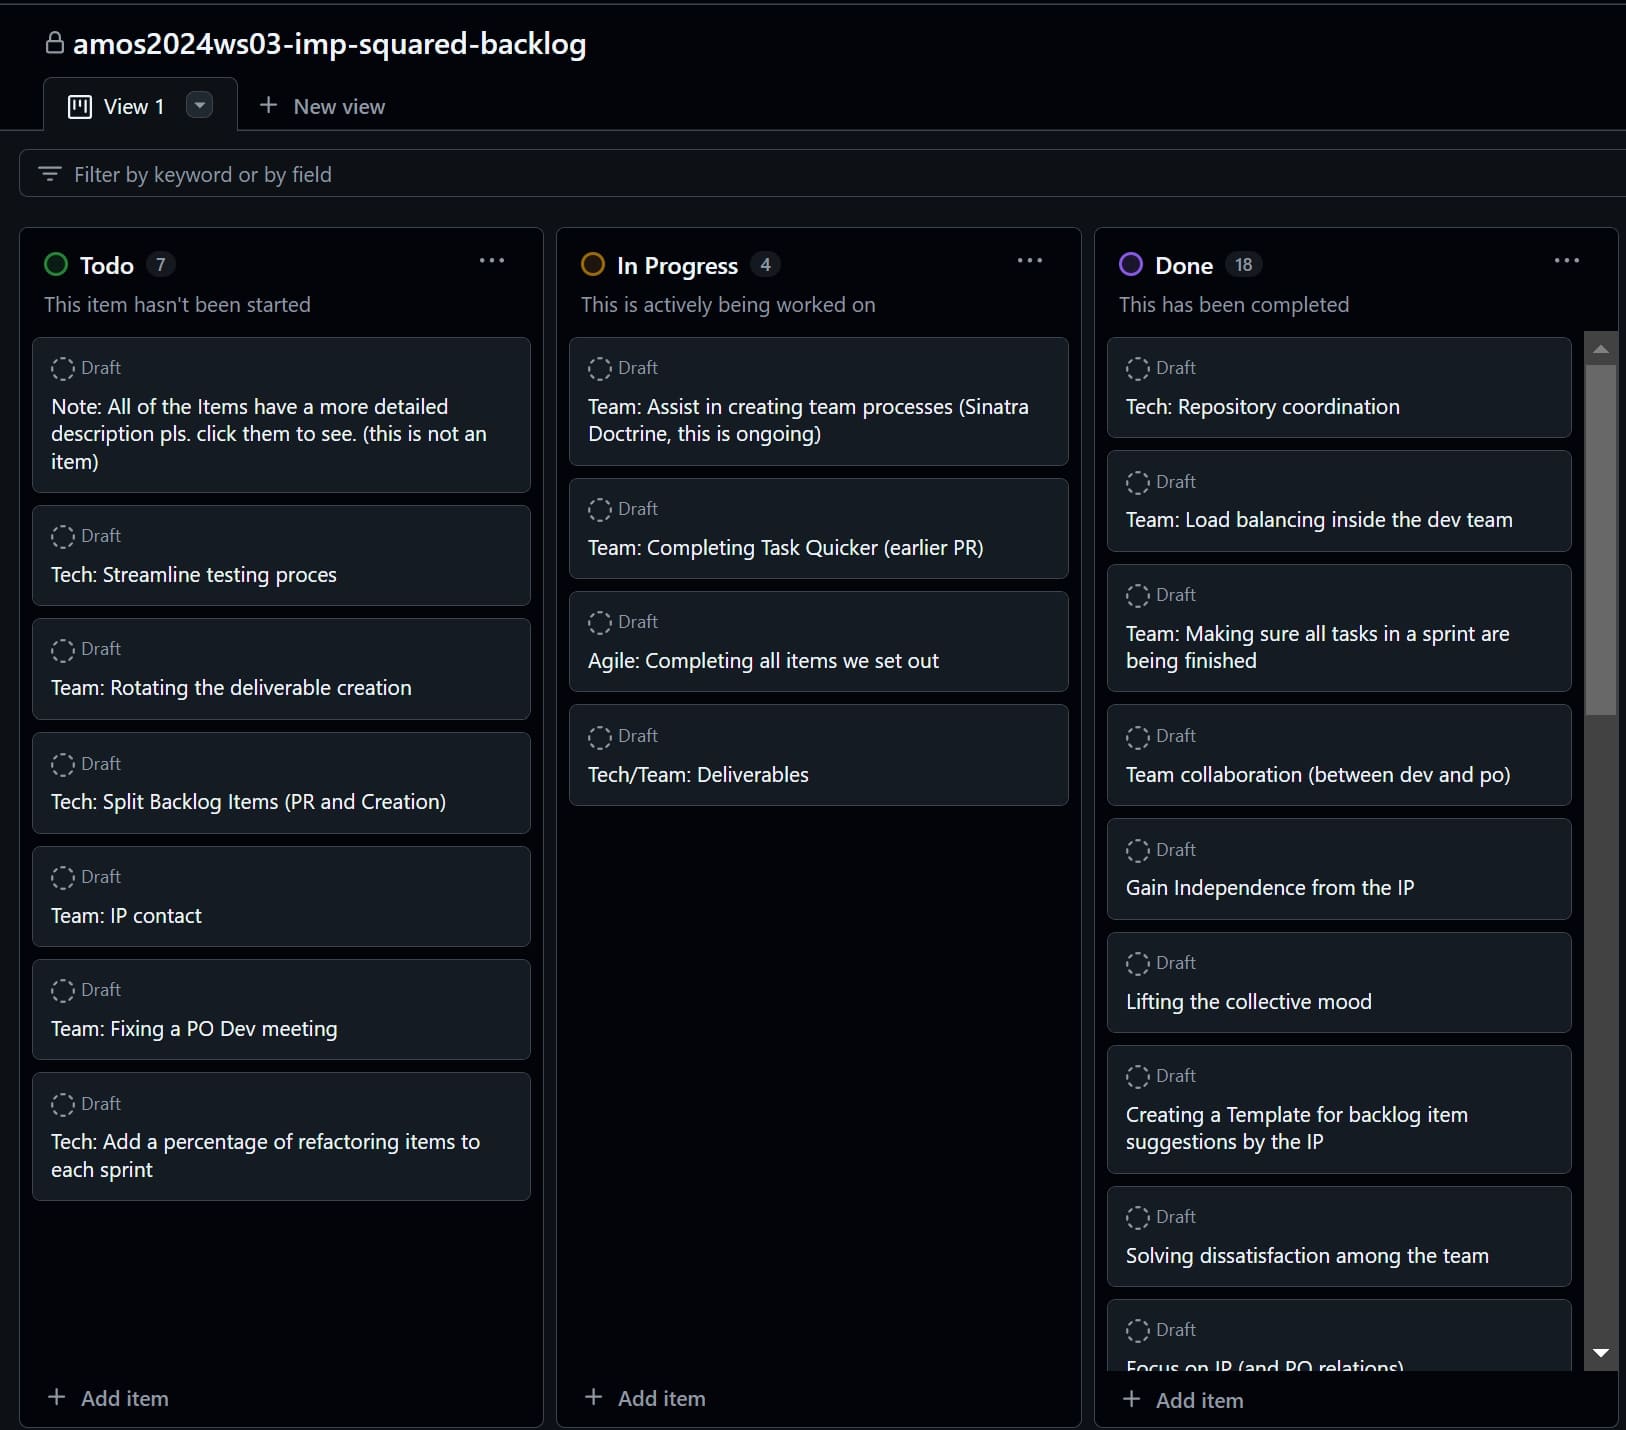 amos2024ws03-imp-squared-backlog
View 1
New view
Filter by keyword or by field
Todo 7
This item hasn't been started
Draft
Note: All of the Items have a more detailed
description pls. click them to see. (this is not an
item)
Draft
Tech: Streamline testing proces
Draft
Team: Rotating the deliverable creation
Draft
Tech: Split Backlog Items (PR and Creation)
Draft
Team: IP contact
Draft
Team: Fixing a PO Dev meeting
Draft
Tech: Add a percentage of refactoring items to
each sprint
Add item
In Progress 4
This is actively being worked on
Draft
Team: Assist in creating team processes (Sinatra
Doctrine, this is ongoing)
Draft
Team: Completing Task Quicker (earlier PR)
Draft
Agile: Completing all items we set out
Draft
Tech/Team: Deliverables
Add item
Done 18
This has been completed
Draft
Tech: Repository coordination
Draft
Team: Load balancing inside the dev team
Draft
Team: Making sure all tasks in a sprint are
being finished
Draft
Team collaboration (between dev and po)
Draft
Gain Independence from the IP
Draft
Lifting the collective mood
Draft
Creating a Template for backlog item
suggestions by the IP
Draft
Solving dissatisfaction among the team
Draft
Focus on IP (and PO relations)
Add item